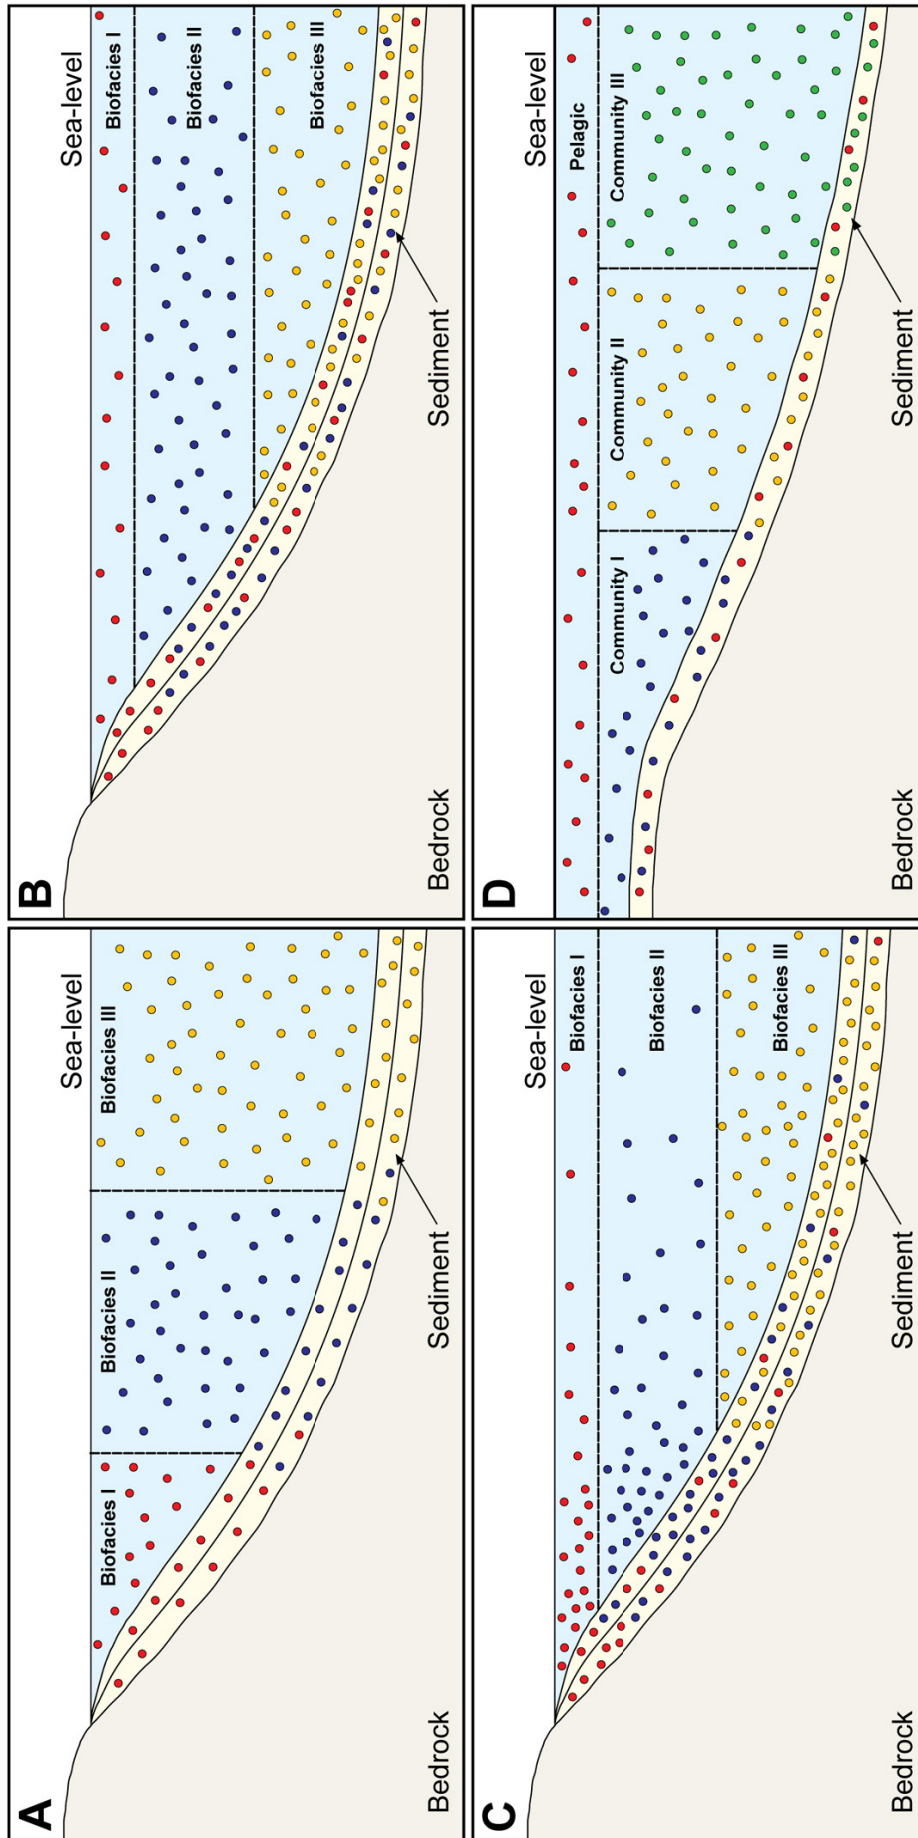 A
Sea-level
Biofacies I
Biofacies II
Biofacies III
Sediment
Bedrock
B
Sea-level
Biofacies I
Biofacies II
Biofacies III
Sediment
Bedrock
C
Sea-level
Biofacies I
Biofacies II
Biofacies III
Sediment
Bedrock
D
Sea-level
Pelagic
Community I
Community II
Community III
Sediment
Bedrock